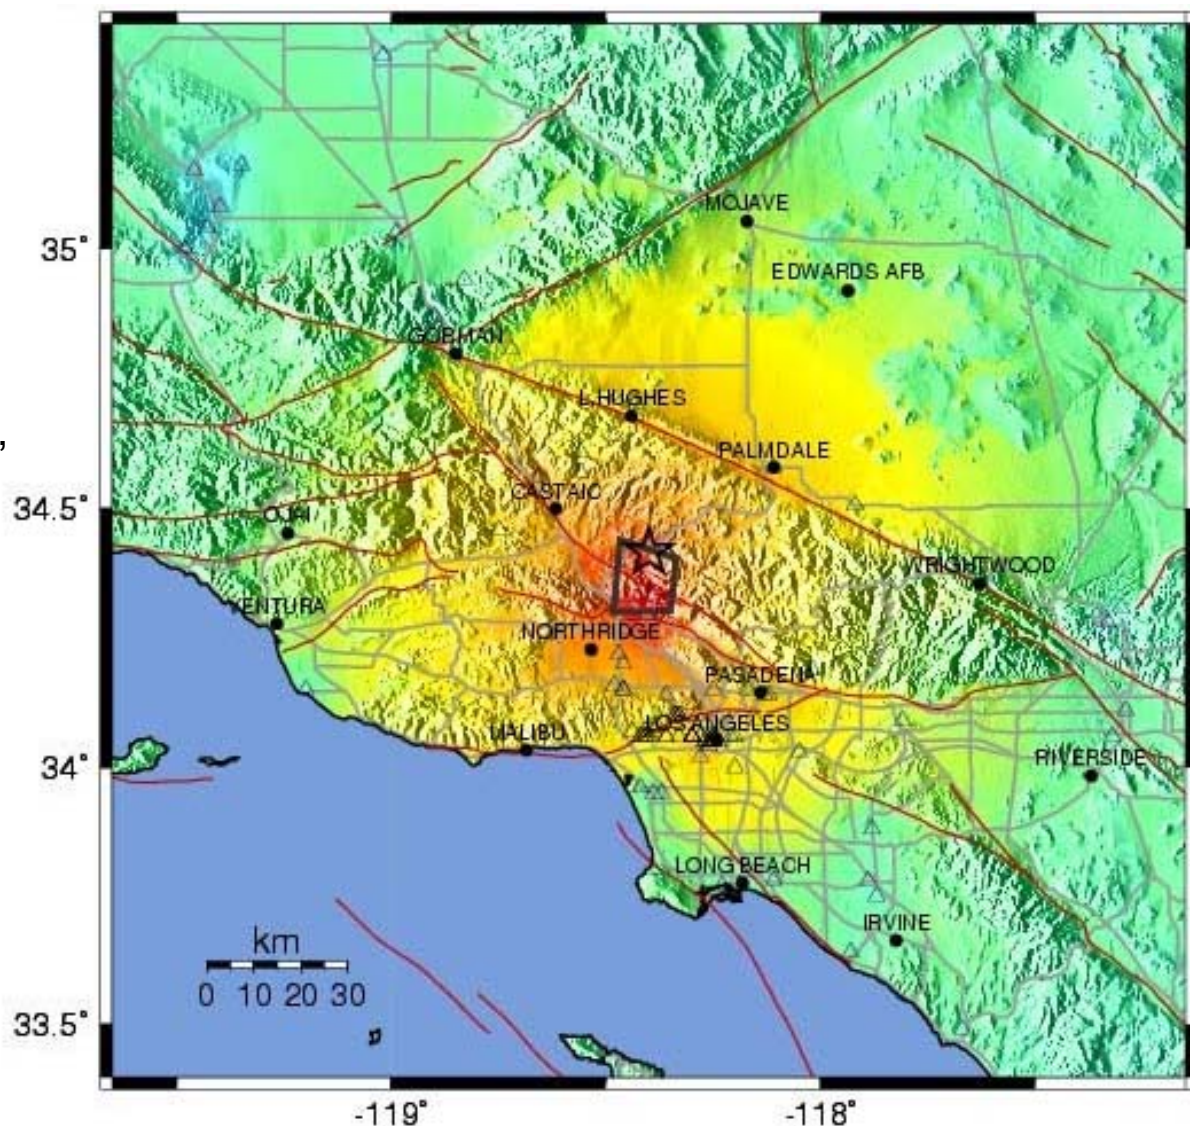 MOJAVE
35°
EDWARDS AFB
GORMAN
L.HUGHES
,
PALMDALE
CASTAIC
34.5°
OJAI
WRIGHTWOOD
VENTURA
NORTHRIDGE
PASADENA
LOS ANGELES
MALIBU
34°
RIVERSIDE
LONG BEACH
IRVINE
km
0 10 20 30
33.5°
-119° -118°